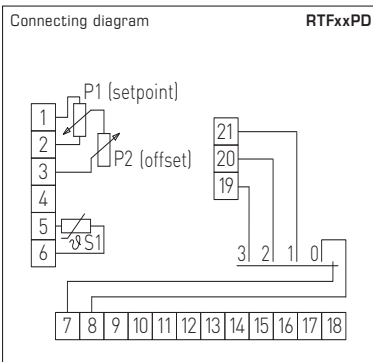 Connecting diagram RTFxxPD
P1 (setpoint)
1
2
3
4
5
6
P2 (offset)
ϑ S1
21
20
19
3 2 1 0
7 8 9 10 11 12 13 14 15 16 17 18